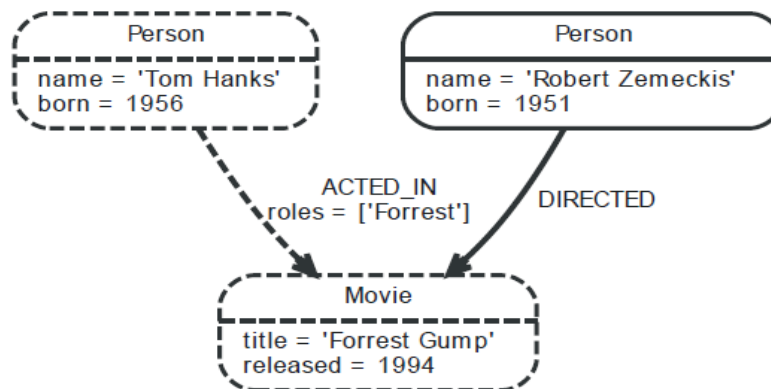 Person
name = 'Tom Hanks'
born = 1956
Person
name = 'Robert Zemeckis'
born = 1951
ACTED_IN
roles = ['Forrest']
DIRECTED
Movie
title = 'Forrest Gump'
released = 1994